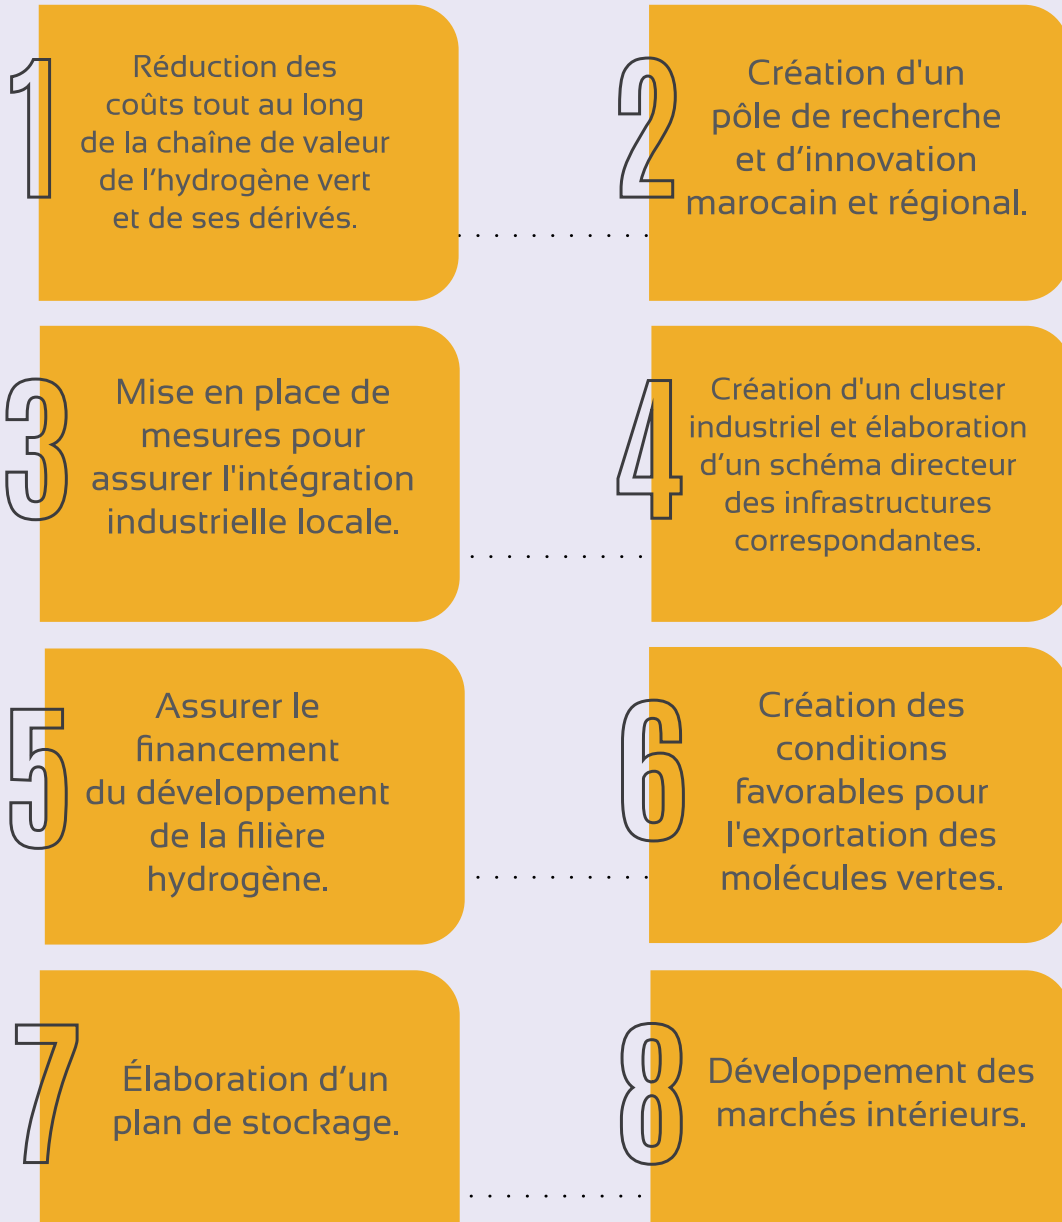 1
Réduction des
coûts tout au long
de la chaîne de valeur
de l’hydrogène vert
et de ses dérivés.
2
Création d'un
pôle de recherche
et d’innovation
marocain et régional.
3
Mise en place de
mesures pour
assurer l'intégration
industrielle locale.
4
Création d'un cluster
industriel et élaboration
d’un schéma directeur
des infrastructures
correspondantes.
5
Assurer le
financement
du développement
de la filière
hydrogène.
6
Création des
conditions
favorables pour
l'exportation des
molécules vertes.
7
Élaboration d’un
plan de stockage.
8
Développement des
marchés intérieurs.